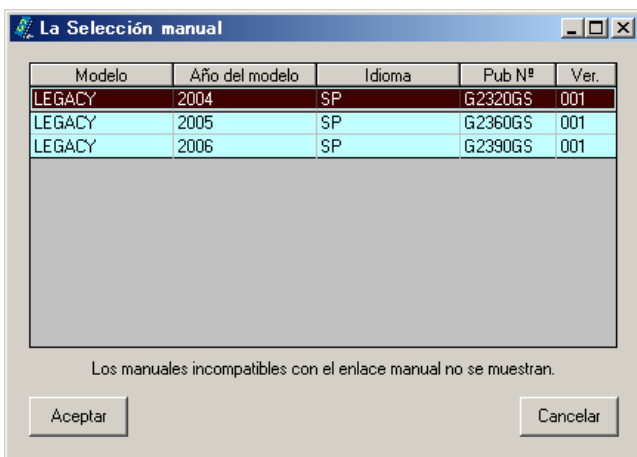 La Selección manual
Modelo Año del modelo Idioma Pub Nº Ver.
LEGACY 2004 SP G2320GS 001
LEGACY 2005 SP G2360GS 001
LEGACY 2006 SP G2390GS 001
Los manuales incompatibles con el enlace manual no se muestran.
Aceptar Cancelar